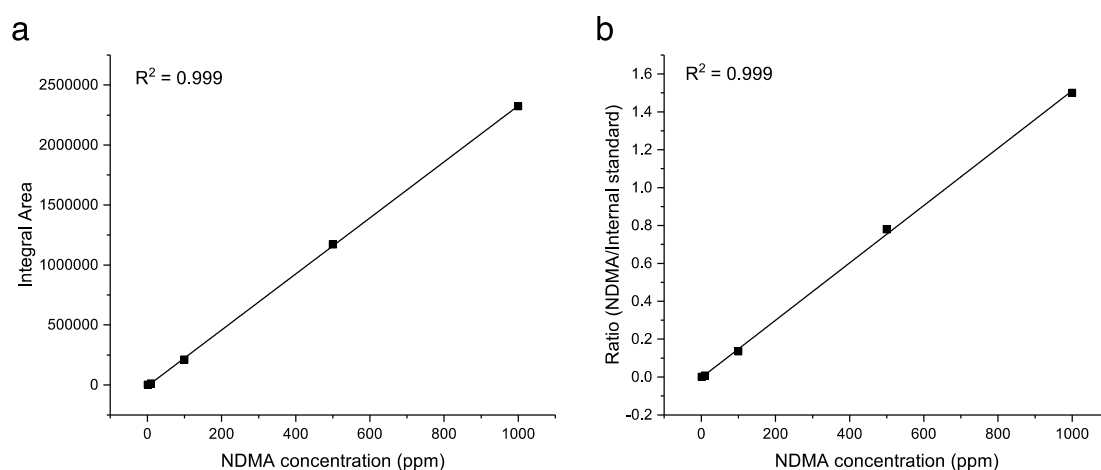 a
R² = 0.999
2500000
2000000
1500000
1000000
500000
0
Integral Area
0 200 400 600 800 1000
NDMA concentration (ppm)
b
R² = 0.999
1.6
1.4
1.2
1.0
0.8
0.6
0.4
0.2
0.0
-0.2
Ratio (NDMA/Internal standard)
0 200 400 600 800 1000
NDMA concentration (ppm)